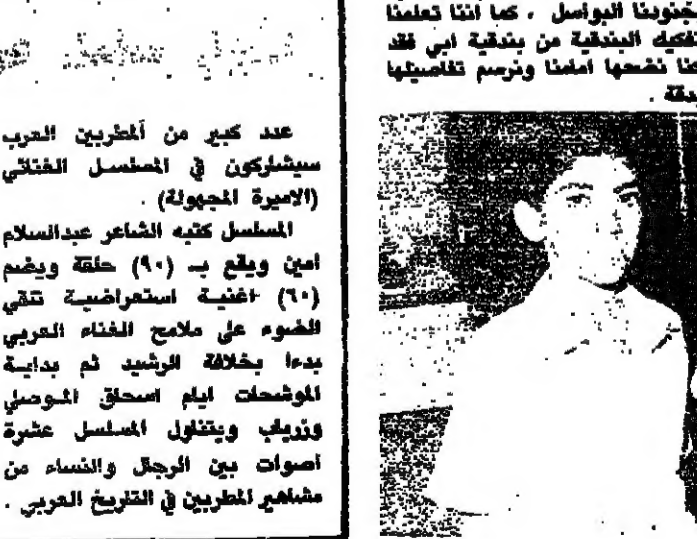 بجنودنا البواسل ، كما اننا تعلمنا
تفكيك البندقية من بندقية ابي فقد
كنا نضعها امامنا ونرسم تفاصيلها
بدقة .
عدد كبير من المطربين العرب
سيشاركون في المسلسل الغنائي
(الاميرة المجهولة) .
المسلسل كتبه الشاعر عبدالسلام
امين ويقع بـ (٩٠) حلقة ويضم
(٦٠) اغنية استعراضية تلقي
الضوء على ملامح الغناء العربي
بدءا بخلافة الرشيد ثم بداية
الموشحات ايام اسحاق الموصلي
وزرياب ويتناول المسلسل عشرة
اصوات بين الرجال والنساء من
مشاهير المطربين في التاريخ العربي .